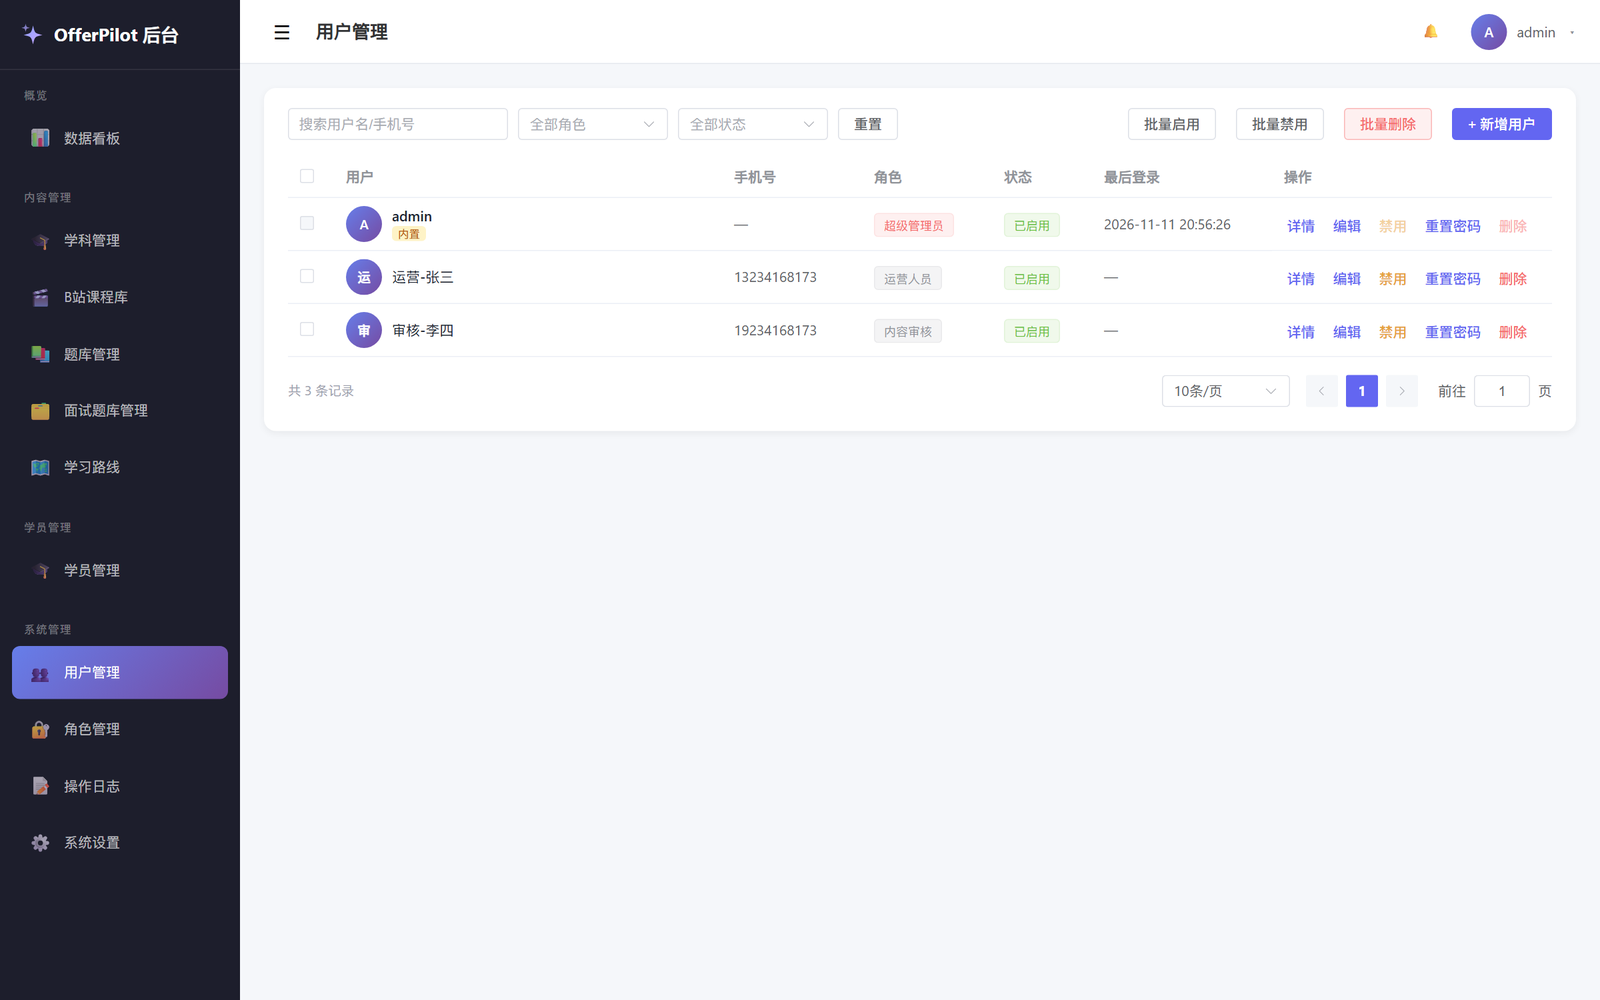 OfferPilot 后台
概览
数据看板
内容管理
学科管理
B站课程库
题库管理
面试题库管理
学习路线
学员管理
学员管理
系统管理
用户管理
角色管理
操作日志
系统设置
☰ 用户管理
A admin
搜索用户名/手机号 全部角色 全部状态 重置 批量启用 批量禁用 批量删除 + 新增用户
用户 手机号 角色 状态 最后登录 操作
A admin 内置 — 超级管理员 已启用 2026-11-11 20:56:26 详情 编辑 禁用 重置密码 删除
运 运营-张三 13234168173 运营人员 已启用 — 详情 编辑 禁用 重置密码 删除
审 审核-李四 19234168173 内容审核 已启用 — 详情 编辑 禁用 重置密码 删除
共 3 条记录 10条/页 1 前往 1 页